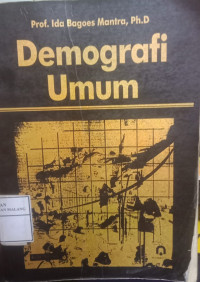 Prof. Ida Bagoes Mantra, Ph.D
Demografi
Umum